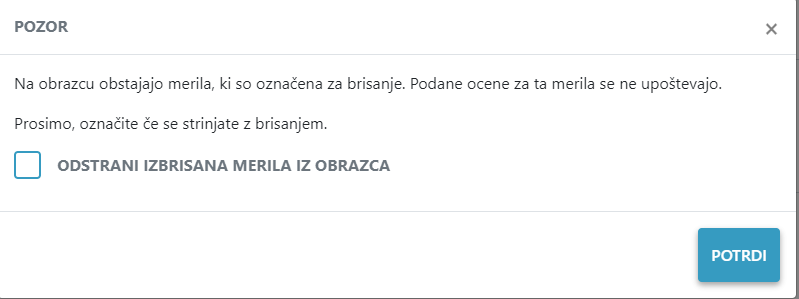 POZOR
×
Na obrazcu obstajajo merila, ki so označena za brisanje. Podane ocene za ta merila se ne upoštevajo.
Prosimo, označite če se strinjate z brisanjem.
ODSTRANI IZBRISANA MERILA IZ OBRAZCA
POTRDI